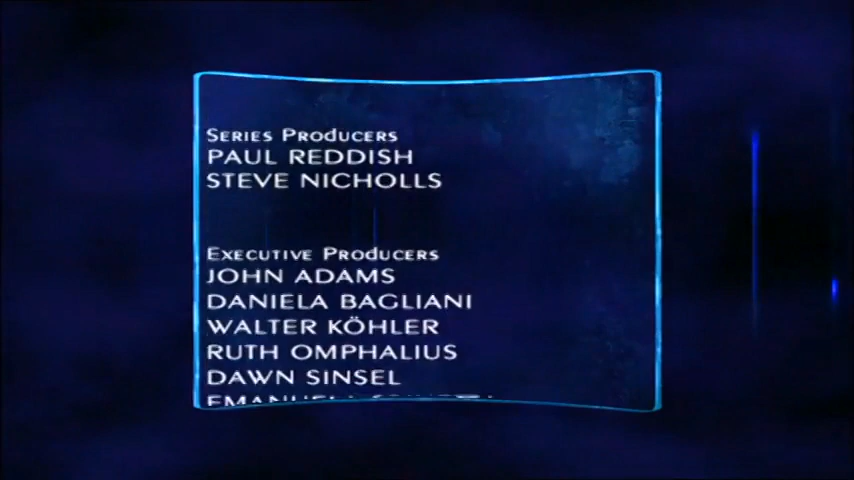 SERIES PRODUCERS
PAUL REDDISH
STEVE NICHOLLS
EXECUTIVE PRODUCERS
JOHN ADAMS
DANIELA BAGLIANI
WALTER KÖHLER
RUTH OMPHALIUS
DAWN SINSEL